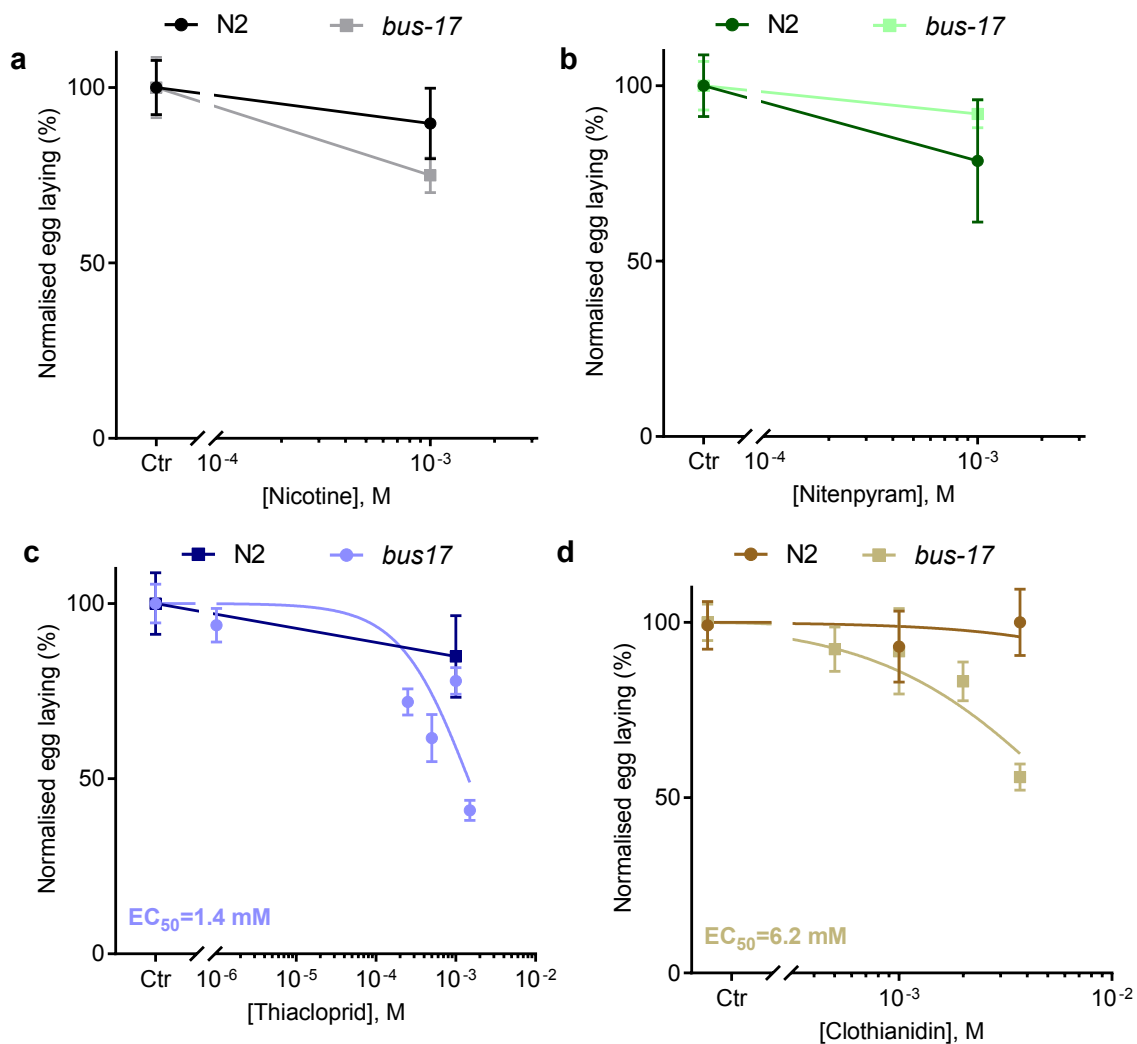 a
N2 bus-17
Normalised egg laying (%)
100
50
0
Ctr 10⁻⁴ 10⁻³
[Nicotine], M
b
N2 bus-17
Normalised egg laying (%)
100
50
0
Ctr 10⁻⁴ 10⁻³
[Nitenpyram], M
c
N2 bus17
Normalised egg laying (%)
100
50
0
EC₅₀=1.4 mM
Ctr 10⁻⁶ 10⁻⁵ 10⁻⁴ 10⁻³ 10⁻²
[Thiacloprid], M
d
N2 bus-17
Normalised egg laying (%)
100
50
0
EC₅₀=6.2 mM
Ctr 10⁻³ 10⁻²
[Clothianidin], M